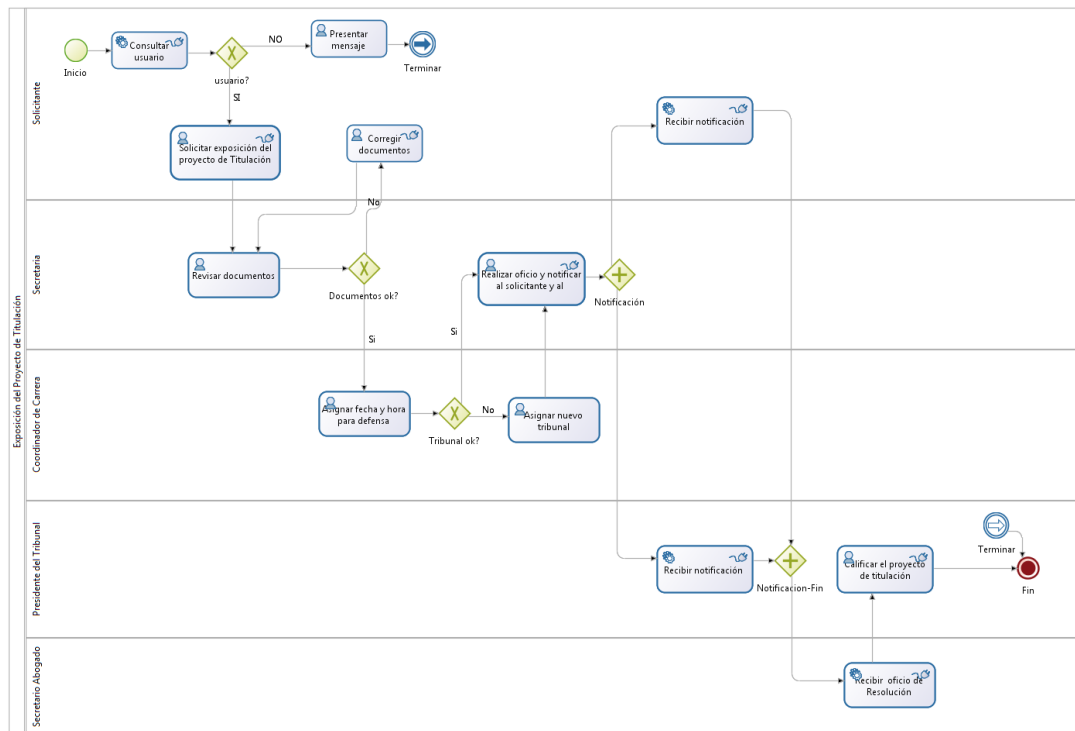 Exposición del Proyecto de Titulación
Solicitante
Inicio
Consultar
usuario
usuario?
NO
SI
Presentar
mensaje
Terminar
Solicitar exposición del
proyecto de Titulación
Corregir
documentos
Recibir notificación
Secretaria
Revisar documentos
No
Documentos ok?
Si
Realizar oficio y notificar
al solicitante y al
Notificación
Coordinador de Carrera
Asignar fecha y hora
para defensa
Tribunal ok?
Si
No
Asignar nuevo
tribunal
Presidente del Tribunal
Recibir notificación
Notificacion-Fin
Calificar el proyecto
de titulación
Terminar
Fin
Secretario Abogado
Recibir oficio de
Resolución